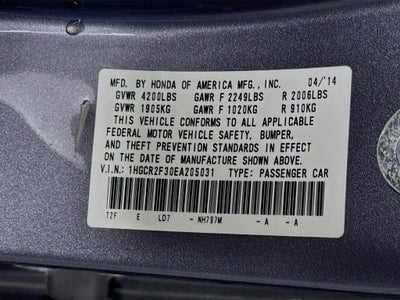 MFD. BY HONDA OF AMERICA MFG., INC. 04/'14
GVWR 4200LBS GAWR F 2249LBS R 2006LBS
GVWR 1905KG GAWR F 1020KG R 910KG
THIS VEHICLE CONFORMS TO ALL APPLICABLE
FEDERAL MOTOR VEHICLE SAFETY, BUMPER,
AND THEFT PREVENTION STANDARDS IN EFFECT
ON THE DATE OF MANUFACTURE SHOWN ABOVE.
V.I.N.: 1HGCR2F30EA205031 TYPE: PASSENGER CAR
T2F E LD7 - NH797M - A - A